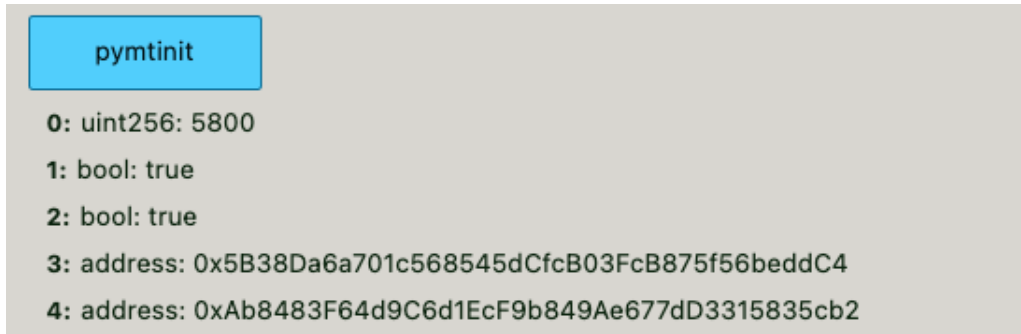 pymtinit
0: uint256: 5800
1: bool: true
2: bool: true
3: address: 0x5B38Da6a701c568545dCfcB03FcB875f56beddC4
4: address: 0xAb8483F64d9C6d1EcF9b849Ae677dD3315835cb2